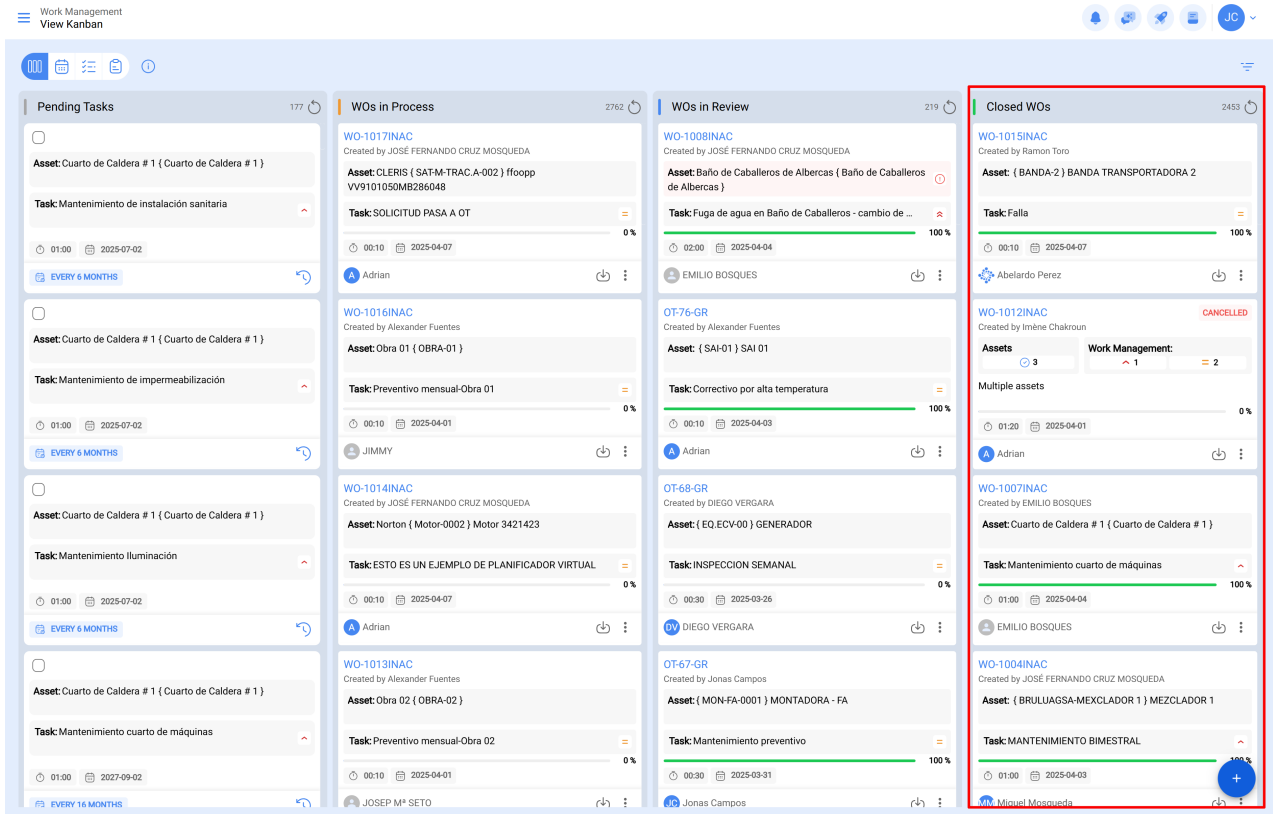 Work Management
View Kanban
JC
Pending Tasks 177
Asset: Cuarto de Caldera # 1 { Cuarto de Caldera # 1 }
Task: Mantenimiento de instalación sanitaria
01:00 2025-07-02
EVERY 6 MONTHS
Asset: Cuarto de Caldera # 1 { Cuarto de Caldera # 1 }
Task: Mantenimiento de impermeabilización
01:00 2025-07-02
EVERY 6 MONTHS
Asset: Cuarto de Caldera # 1 { Cuarto de Caldera # 1 }
Task: Mantenimiento Iluminación
01:00 2025-07-02
EVERY 6 MONTHS
Asset: Cuarto de Caldera # 1 { Cuarto de Caldera # 1 }
Task: Mantenimiento cuarto de máquinas
01:00 2027-09-02
EVERY 16 MONTHS
WOs in Process 2762
WO-1017INAC
Created by JOSÉ FERNANDO CRUZ MOSQUEDA
Asset: CLERIS { SAT-M-TRAC.A-002 } ffoopp
VV9101050MB286048
Task: SOLICITUD PASA A OT
0 %
00:10 2025-04-07
A Adrian
WO-1016INAC
Created by Alexander Fuentes
Asset: Obra 01 { OBRA-01 }
Task: Preventivo mensual-Obra 01
0 %
00:10 2025-04-01
JIMMY
WO-1014INAC
Created by JOSÉ FERNANDO CRUZ MOSQUEDA
Asset: Norton { Motor-0002 } Motor 3421423
Task: ESTO ES UN EJEMPLO DE PLANIFICADOR VIRTUAL
0 %
00:10 2025-04-07
A Adrian
WO-1013INAC
Created by Alexander Fuentes
Asset: Obra 02 { OBRA-02 }
Task: Preventivo mensual-Obra 02
0 %
00:10 2025-04-01
JOSEP Mª SETO
WOs in Review 219
WO-1008INAC
Created by JOSÉ FERNANDO CRUZ MOSQUEDA
Asset: Baño de Caballeros de Albercas { Baño de Caballeros
de Albercas }
Task: Fuga de agua en Baño de Caballeros - cambio de ...
100 %
02:00 2025-04-04
EMILIO BOSQUES
OT-76-GR
Created by Alexander Fuentes
Asset: { SAI-01 } SAI 01
Task: Correctivo por alta temperatura
100 %
00:10 2025-04-03
A Adrian
OT-68-GR
Created by DIEGO VERGARA
Asset: { EQ.ECV-00 } GENERADOR
Task: INSPECCION SEMANAL
0 %
00:30 2025-03-26
DV DIEGO VERGARA
OT-67-GR
Created by Jonas Campos
Asset: { MON-FA-0001 } MONTADORA - FA
Task: Mantenimiento preventivo
100 %
00:30 2025-03-31
JC Jonas Campos
Closed WOs 2453
WO-1015INAC
Created by Ramon Toro
Asset: { BANDA-2 } BANDA TRANSPORTADORA 2
Task: Falla
100 %
00:10 2025-04-07
Abelardo Perez
WO-1012INAC CANCELLED
Created by Imène Chakroun
Assets Work Management:
3 1 2
Multiple assets
0 %
01:20 2025-04-01
A Adrian
WO-1007INAC
Created by EMILIO BOSQUES
Asset: Cuarto de Caldera # 1 { Cuarto de Caldera # 1 }
Task: Mantenimiento cuarto de máquinas
100 %
01:00 2025-04-04
EMILIO BOSQUES
WO-1004INAC
Created by JOSÉ FERNANDO CRUZ MOSQUEDA
Asset: { BRULUAGSA-MEXCLADOR 1 } MEZCLADOR 1
Task: MANTENIMIENTO BIMESTRAL
100 %
01:00 2025-04-03
MM Miguel Mosqueda